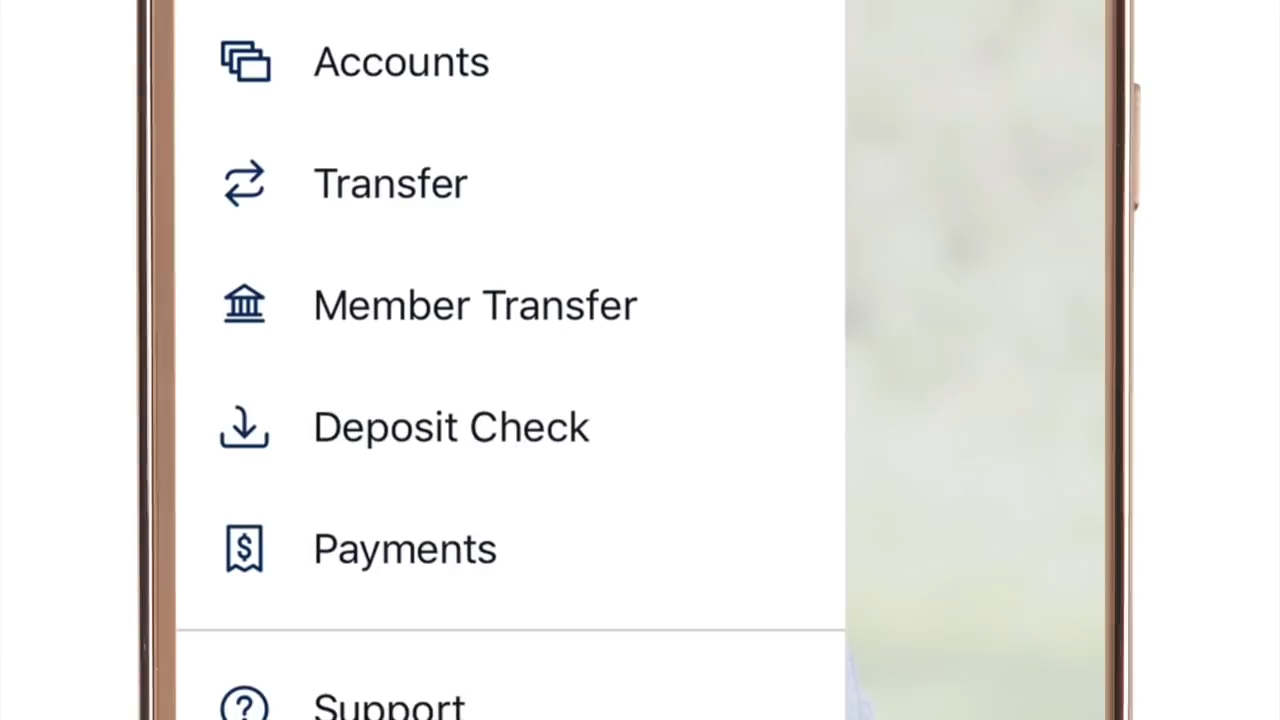 Accounts
Transfer
Member Transfer
Deposit Check
Payments
Support